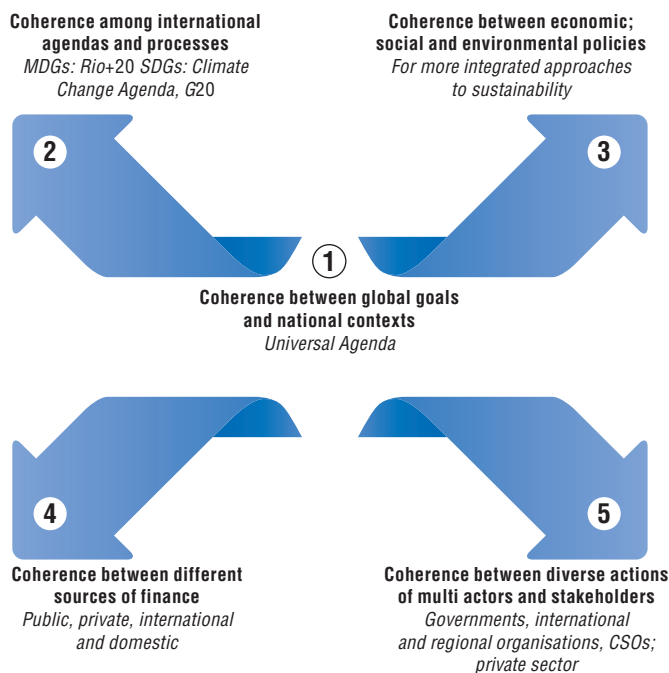 Coherence among international
agendas and processes
MDGs: Rio+20 SDGs: Climate
Change Agenda, G20
2
Coherence between economic;
social and environmental policies
For more integrated approaches
to sustainability
3
1
Coherence between global goals
and national contexts
Universal Agenda
4
Coherence between different
sources of finance
Public, private, international
and domestic
5
Coherence between diverse actions
of multi actors and stakeholders
Governments, international
and regional organisations, CSOs;
private sector